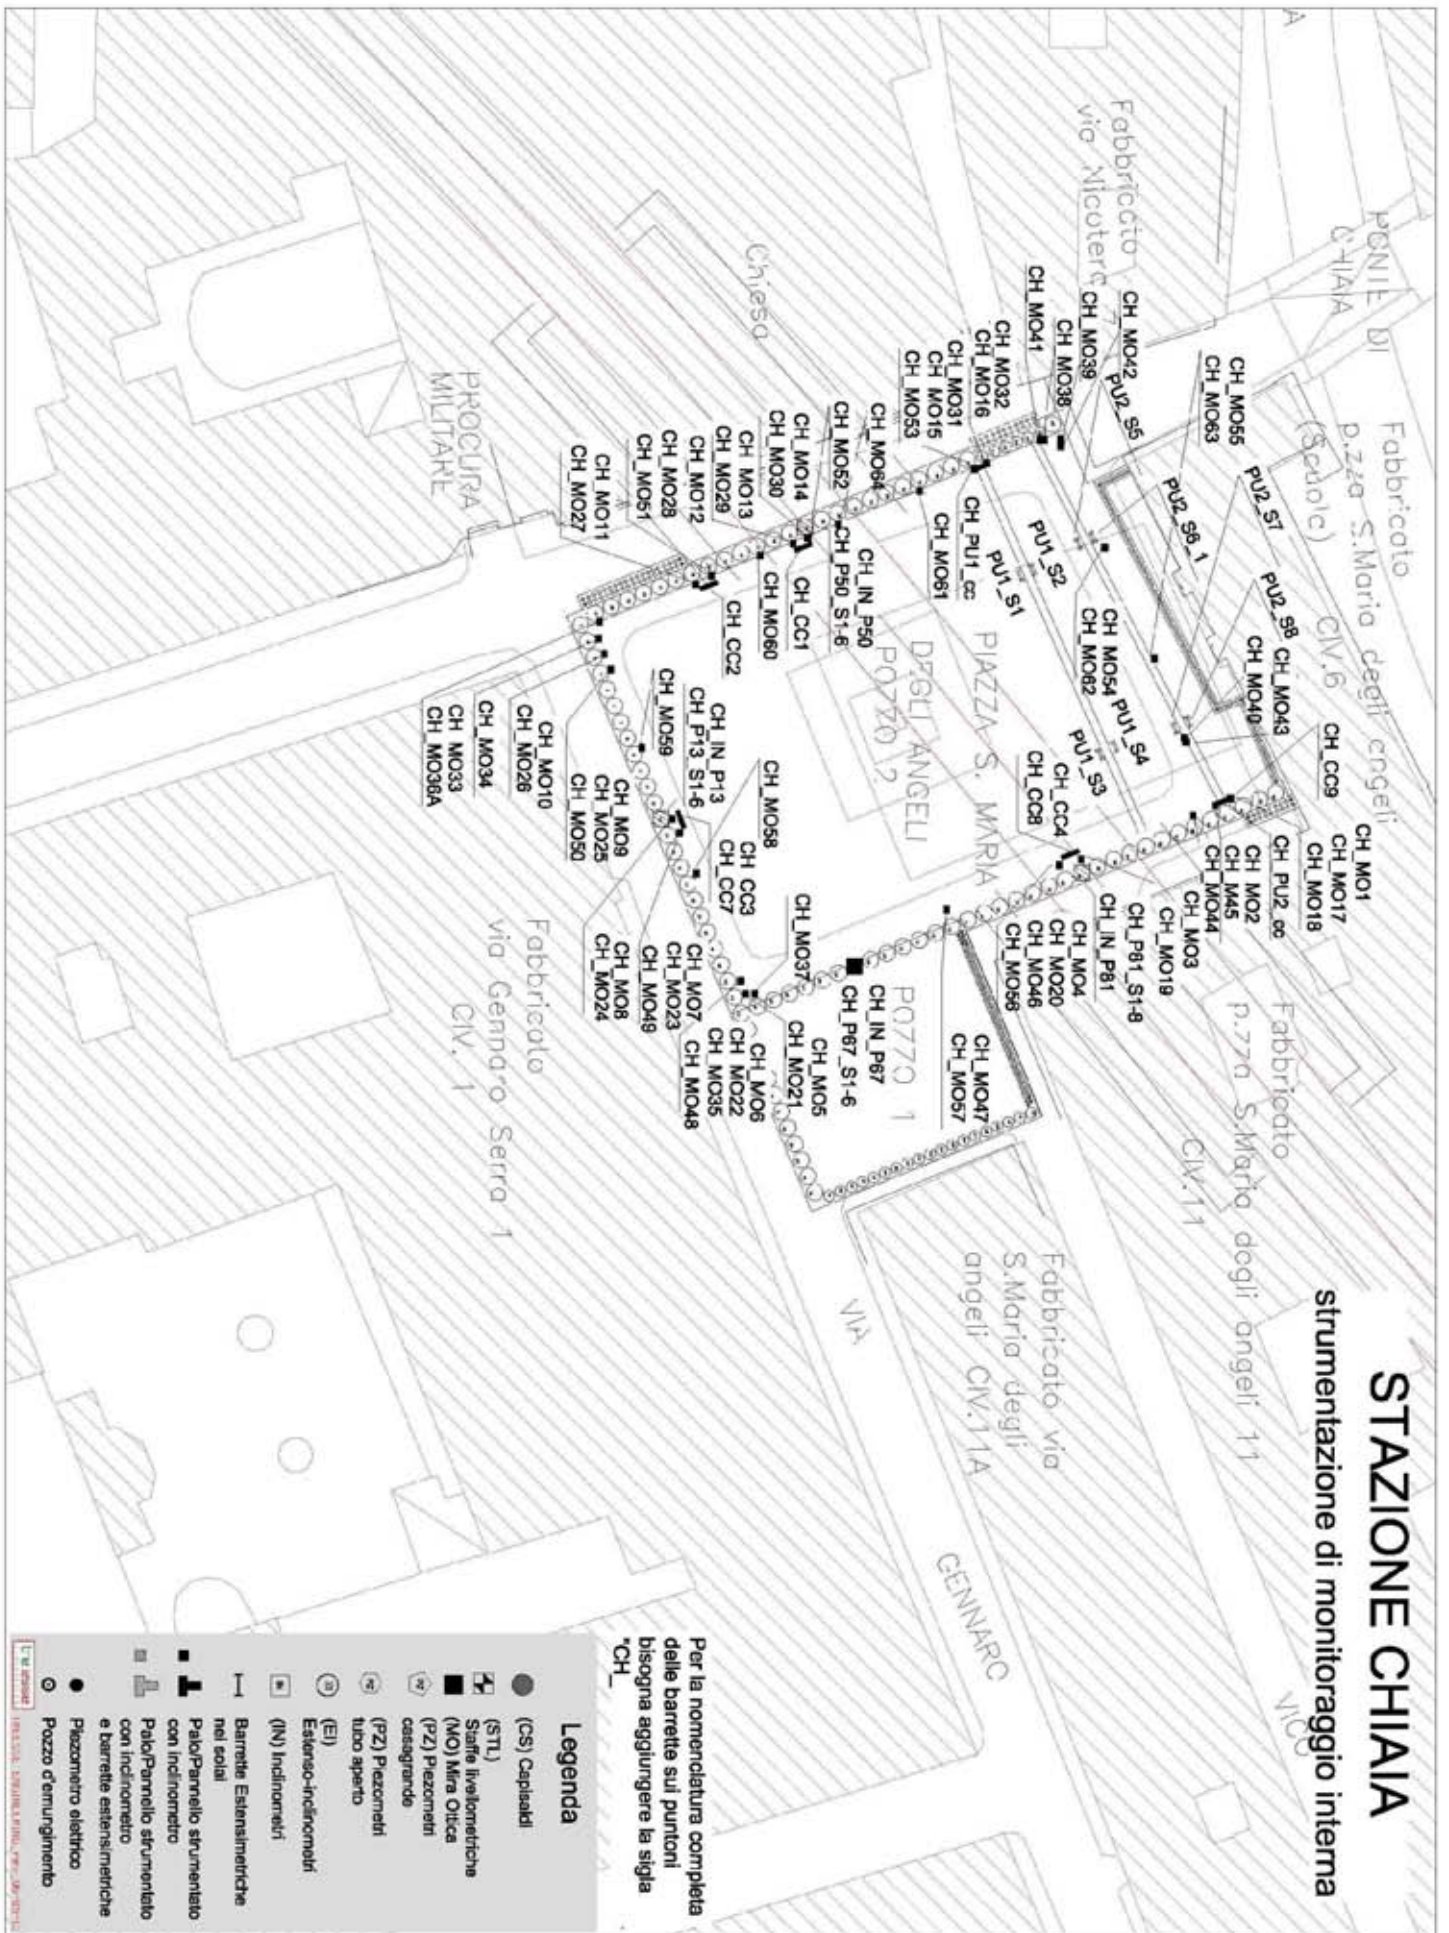 STAZIONE CHIAIA
strumentazione di monitoraggio interna
PONTE DI
CHIAIA
Fabbricato
p.zza S.Maria degli angeli
(Scuole) CIV.6
Fabbricato
via Nicotera
Chiesa
PROCURA
MILITARE
PIAZZA S. MARIA
DEGLI ANGELI
POZZO 2
POZZO 1
Fabbricato
p.zza S.Maria degli angeli 11
CIV.11
Fabbricato via
S.Maria degli
angeli CIV.11A
Fabbricato
via Gennaro Serra 1
CIV. 1
VIA
GENNARO
VICO
CH_MO55
CH_MO63
CH_MO42
CH_MO39
CH_MO38
CH_MO41
CH_MO32
CH_MO16
CH_MO31
CH_MO15
CH_MO53
CH_MO64
CH_MO52
CH_MO14
CH_MO30
CH_MO13
CH_MO29
CH_MO12
CH_MO28
CH_MO51
CH_MO11
CH_MO27
PU2_S5
PU2_S6_1
PU2_S7
PU2_S8
CH_MO43
CH_MO40
CH_CC9
PU1_S2
PU1_S1
CH_PU1_cc
CH_MO61
CH_IN_P50
CH_P50_S1-6
CH_CC1
CH_MO60
CH_CC2
CH_MO54
CH_MO62
PU1_S4
PU1_S3
CH_CC4
CH_CC8
CH_MO1
CH_MO17
CH_MO18
CH_PU2_cc
CH_MO2
CH_M45
CH_MO44
CH_MO3
CH_MO19
CH_P81_S1-8
CH_IN_P81
CH_MO4
CH_MO20
CH_MO46
CH_MO56
CH_MO47
CH_MO57
CH_IN_P67
CH_P67_S1-6
CH_MO5
CH_MO21
CH_MO6
CH_MO22
CH_MO35
CH_MO48
CH_MO37
CH_MO58
CH_CC3
CH_CC7
CH_IN_P13
CH_P13_S1-6
CH_MO59
CH_MO7
CH_MO23
CH_MO49
CH_MO8
CH_MO24
CH_MO9
CH_MO25
CH_MO50
CH_MO10
CH_MO26
CH_MO34
CH_MO33
CH_MO36A
Per la nomenclatura completa
delle barrette sui puntoni
bisogna aggiungere la sigla
"CH_
Legenda
(CS) Capisaldi
(STL)
Staffe livellometriche
(MO) Mira Ottica
(PZ) Piezometri
casagrande
(PZ) Piezometri
tubo aperto
(EI)
Estenso-inclinometri
(IN) Inclinometri
Barrette Estensimetriche
nei solai
Palo/Pannello strumentato
con inclinometro
Palo/Pannello strumentato
con inclinometro
e barrette estensimetriche
Piezometro elettrico
Pozzo d'emungimento